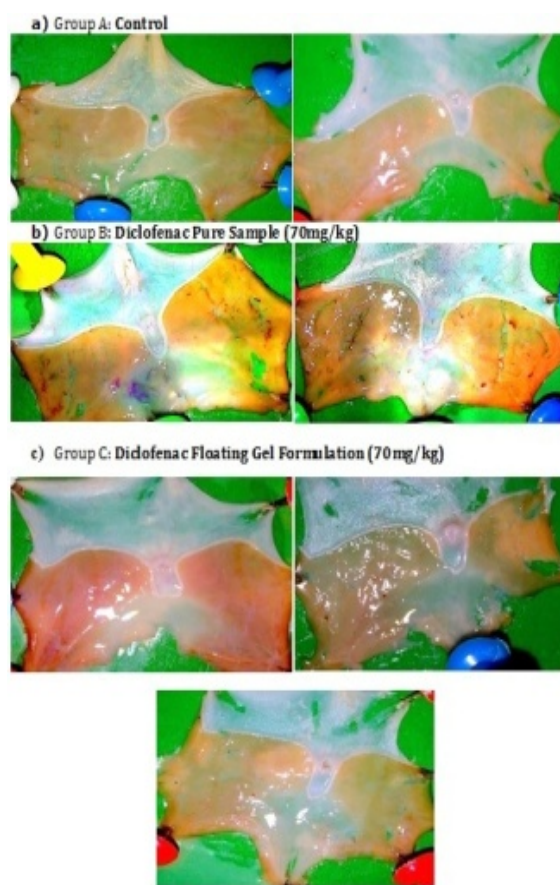 a) Group A: Control
b) Group B: Diclofenac Pure Sample (70mg/kg)
c) Group C: Diclofenac Floating Gel Formulation (70mg/kg)